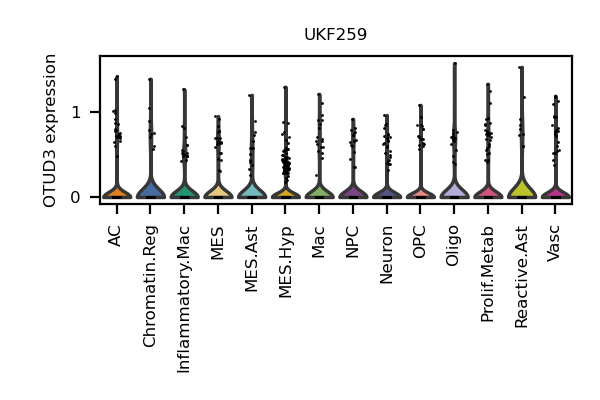 UKF259
OTUD3 expression
1
0
AC
Chromatin.Reg
Inflammatory.Mac
MES
MES.Ast
MES.Hyp
Mac
NPC
Neuron
OPC
Oligo
Prolif.Metab
Reactive.Ast
Vasc